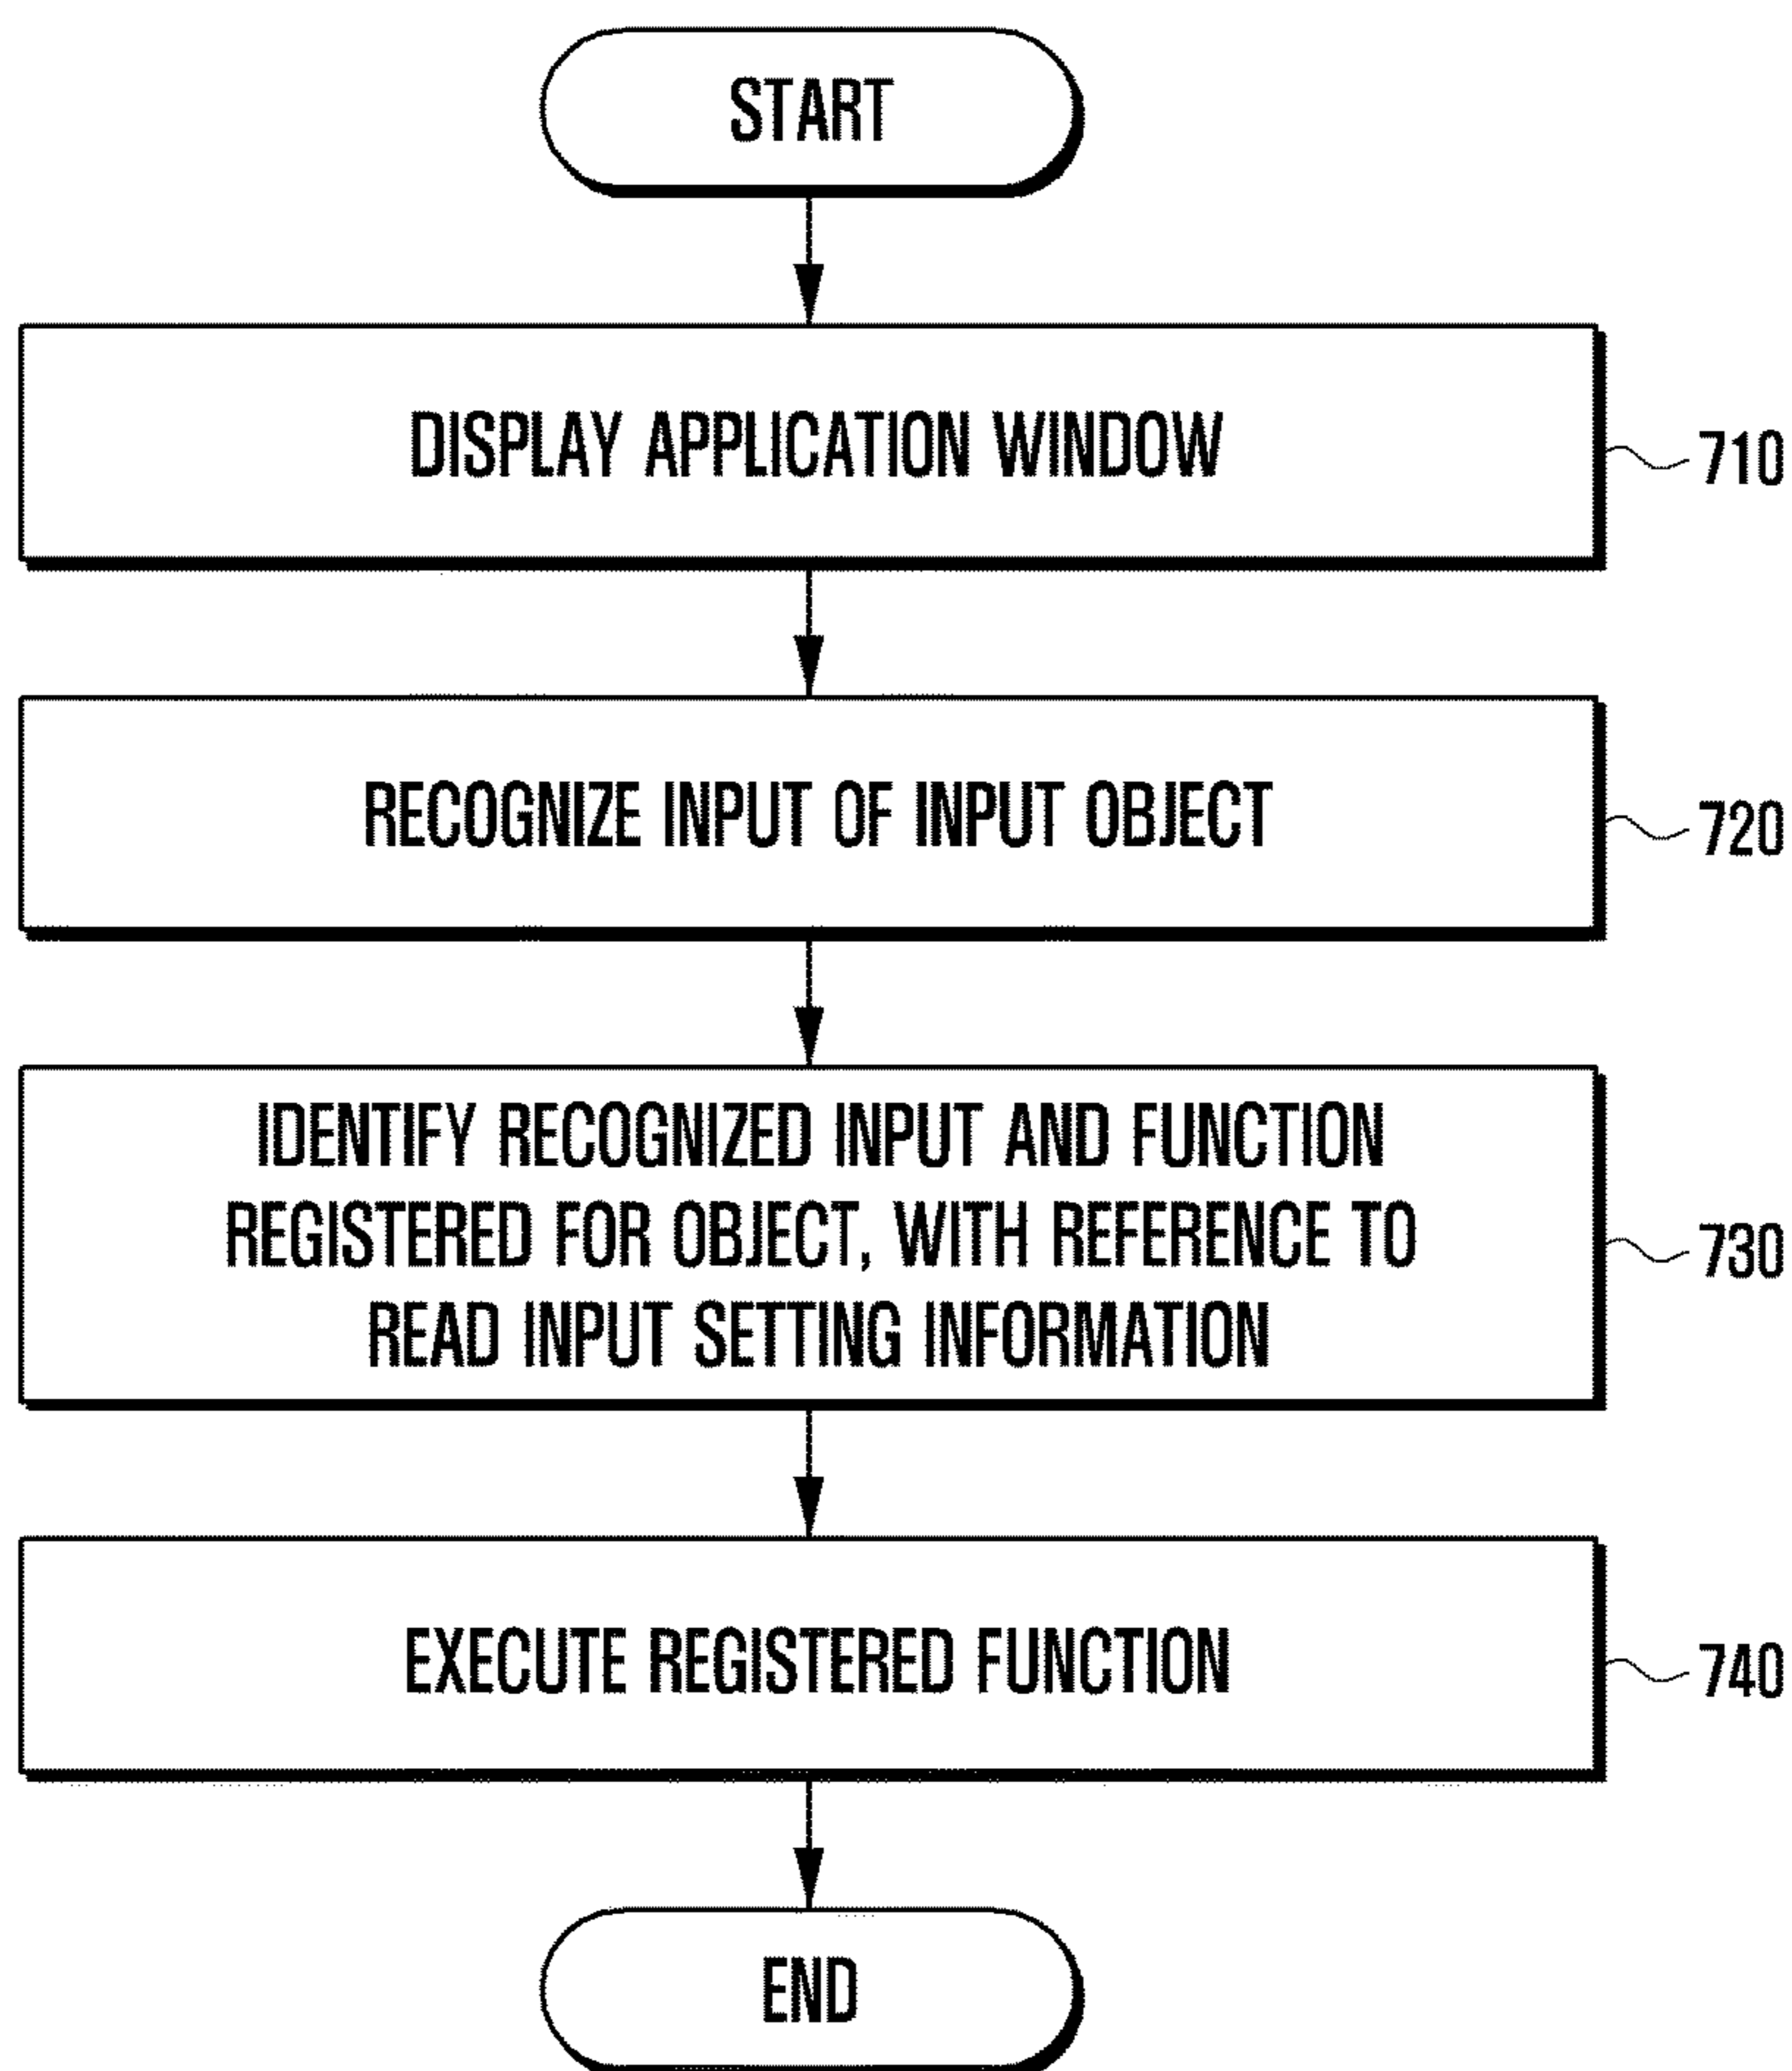 START
DISPLAY APPLICATION WINDOW
710
RECOGNIZE INPUT OF INPUT OBJECT
720
IDENTIFY RECOGNIZED INPUT AND FUNCTION
REGISTERED FOR OBJECT, WITH REFERENCE TO
READ INPUT SETTING INFORMATION
730
EXECUTE REGISTERED FUNCTION
740
END